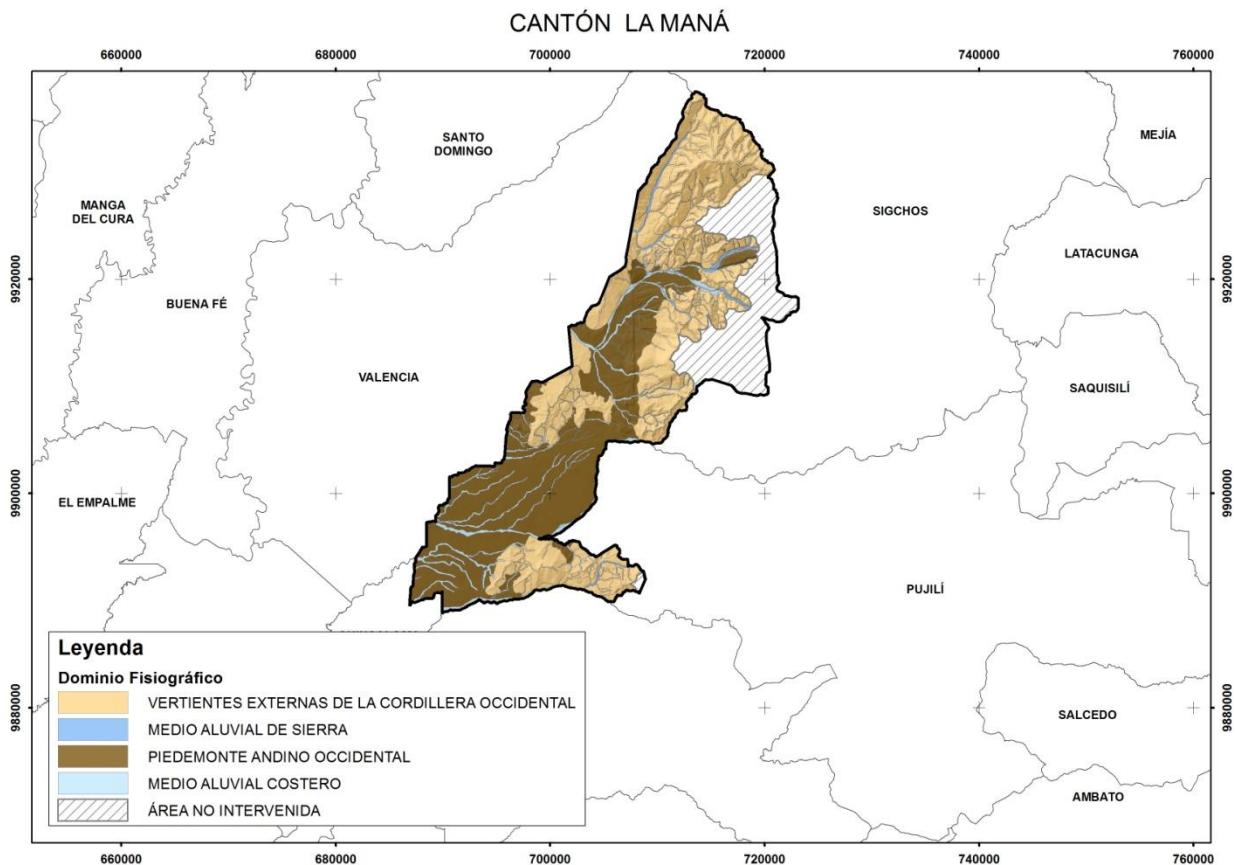 CANTÓN LA MANÁ
660000 680000 700000 720000 740000 760000
SANTO
DOMINGO
MEJÍA
MANGA
DEL CURA
SIGCHOS
LATACUNGA
9920000 9920000
BUENA FÉ
VALENCIA
SAQUISILÍ
EL EMPALME
9900000 9900000
PUJILÍ
Leyenda
Dominio Fisiográfico
VERTIENTES EXTERNAS DE LA CORDILLERA OCCIDENTAL
MEDIO ALUVIAL DE SIERRA
PIEDEMONTE ANDINO OCCIDENTAL
MEDIO ALUVIAL COSTERO
ÁREA NO INTERVENIDA
9880000 9880000
SALCEDO
AMBATO
660000 680000 700000 720000 740000 760000